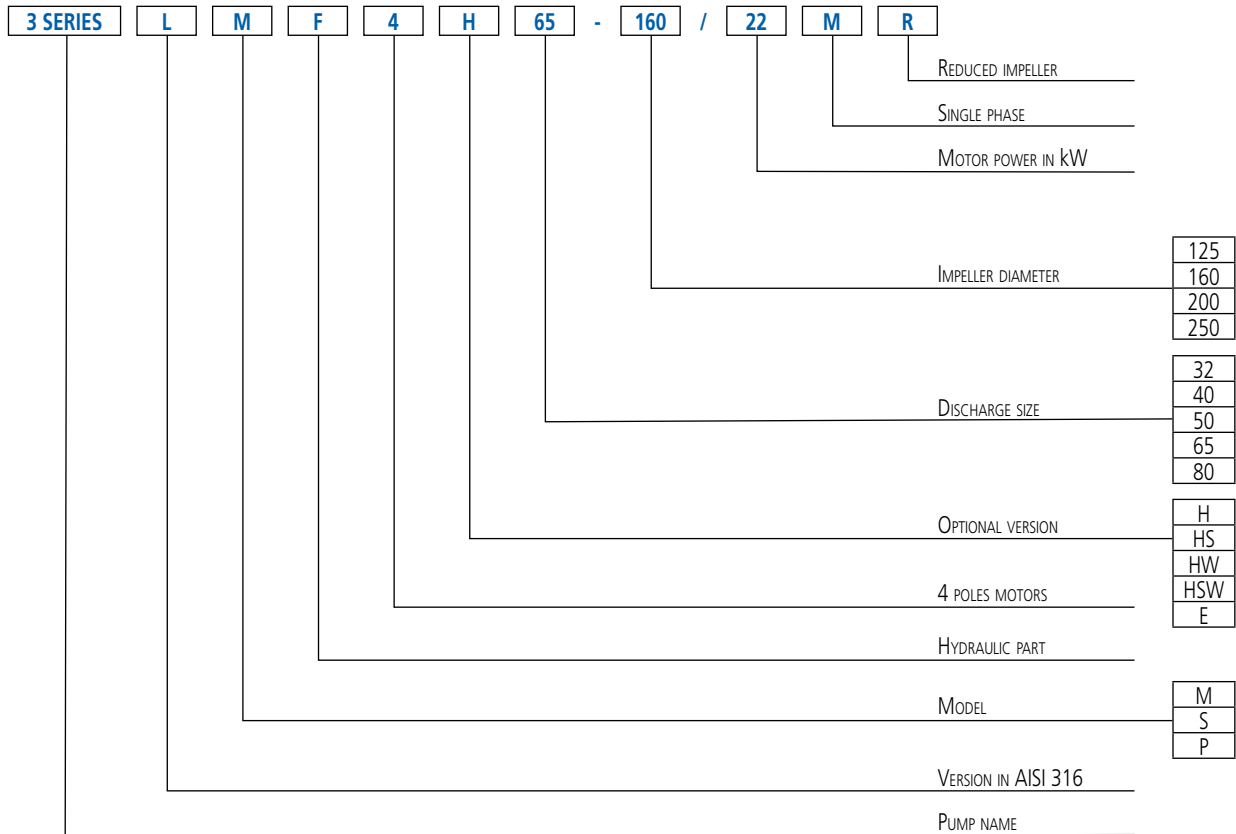 3 SERIES L M F 4 H 65 - 160 / 22 M R
Reduced impeller
Single phase
Motor power in kW
125
Impeller diameter 160
200
250
32
40
Discharge size 50
65
80
H
Optional version HS
HW
4 poles motors HSW
E
Hydraulic part
M
Model S
P
Version in AISI 316
Pump name